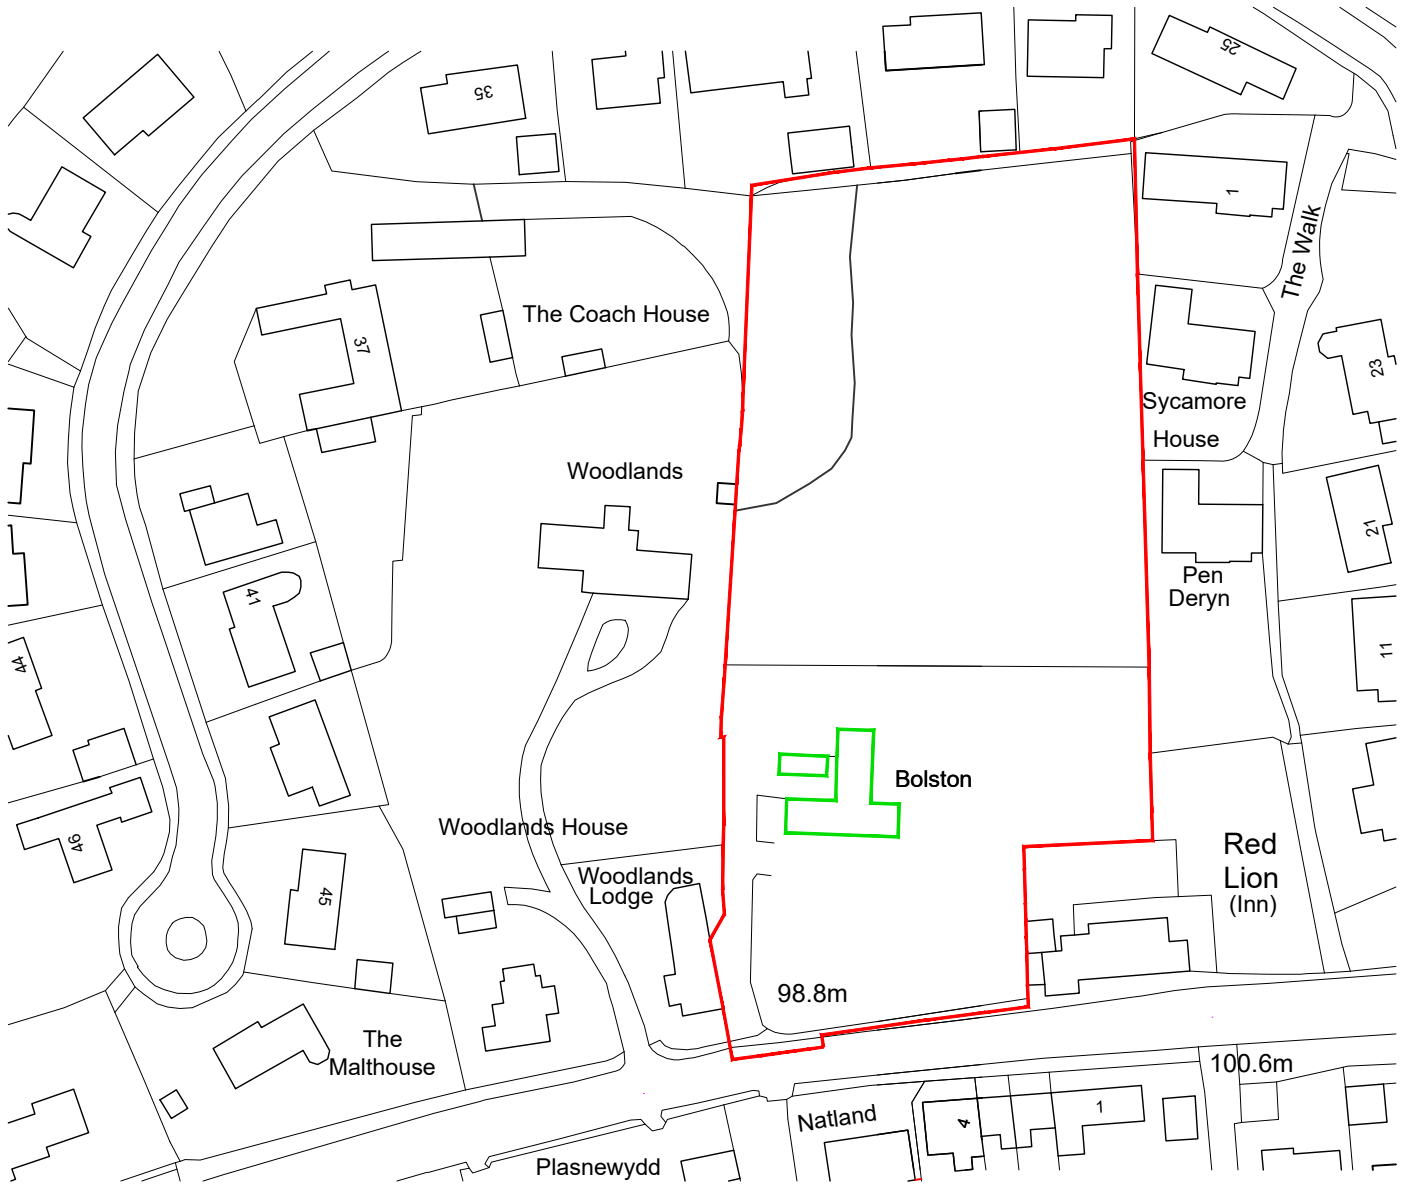 25
35
1
The Walk
The Coach House
37
23
Sycamore
House
Woodlands
21
Pen
Deryn
41
11
44
Bolston
Woodlands House
46
Red
Lion
(Inn)
Woodlands
Lodge
45
98.8m
The
Malthouse
100.6m
Natland
4
1
Plasnewydd